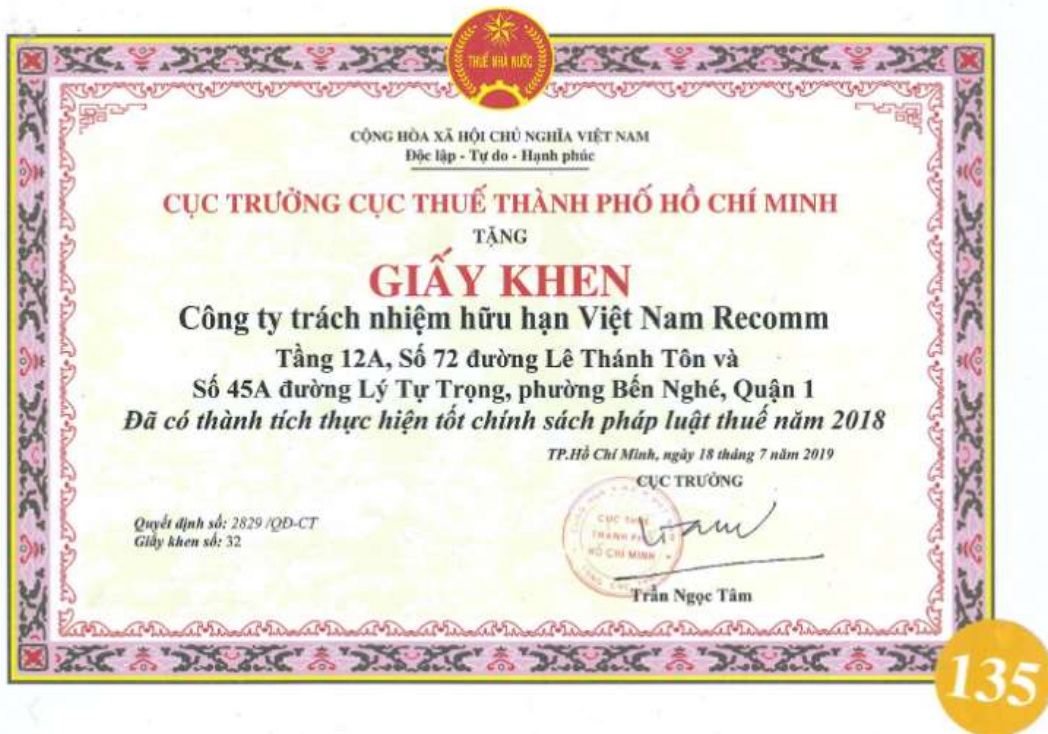 THUẾ NHÀ NƯỚC
CỘNG HÒA XÃ HỘI CHỦ NGHĨA VIỆT NAM
Độc lập - Tự do - Hạnh phúc
CỤC TRƯỞNG CỤC THUẾ THÀNH PHỐ HỒ CHÍ MINH
TẶNG
GIẤY KHEN
Công ty trách nhiệm hữu hạn Việt Nam Recomm
Tầng 12A, Số 72 đường Lê Thánh Tôn và
Số 45A đường Lý Tự Trọng, phường Bến Nghé, Quận 1
Đã có thành tích thực hiện tốt chính sách pháp luật thuế năm 2018
TP.Hồ Chí Minh, ngày 18 tháng 7 năm 2019
CỤC TRƯỞNG
Quyết định số: 2829 /QĐ-CT
Giấy khen số: 32
CỤC THUẾ
THÀNH PHỐ
HỒ CHÍ MINH
Trần Ngọc Tâm
135